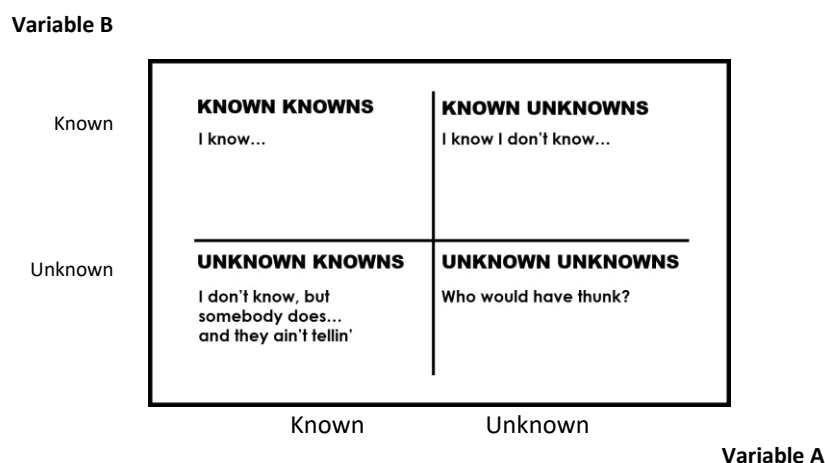 Variable B
Known
KNOWN KNOWNS
I know...
KNOWN UNKNOWNS
I know I don't know...
Unknown
UNKNOWN KNOWNS
I don't know, but
somebody does...
and they ain't tellin'
UNKNOWN UNKNOWNS
Who would have thunk?
Known
Unknown
Variable A